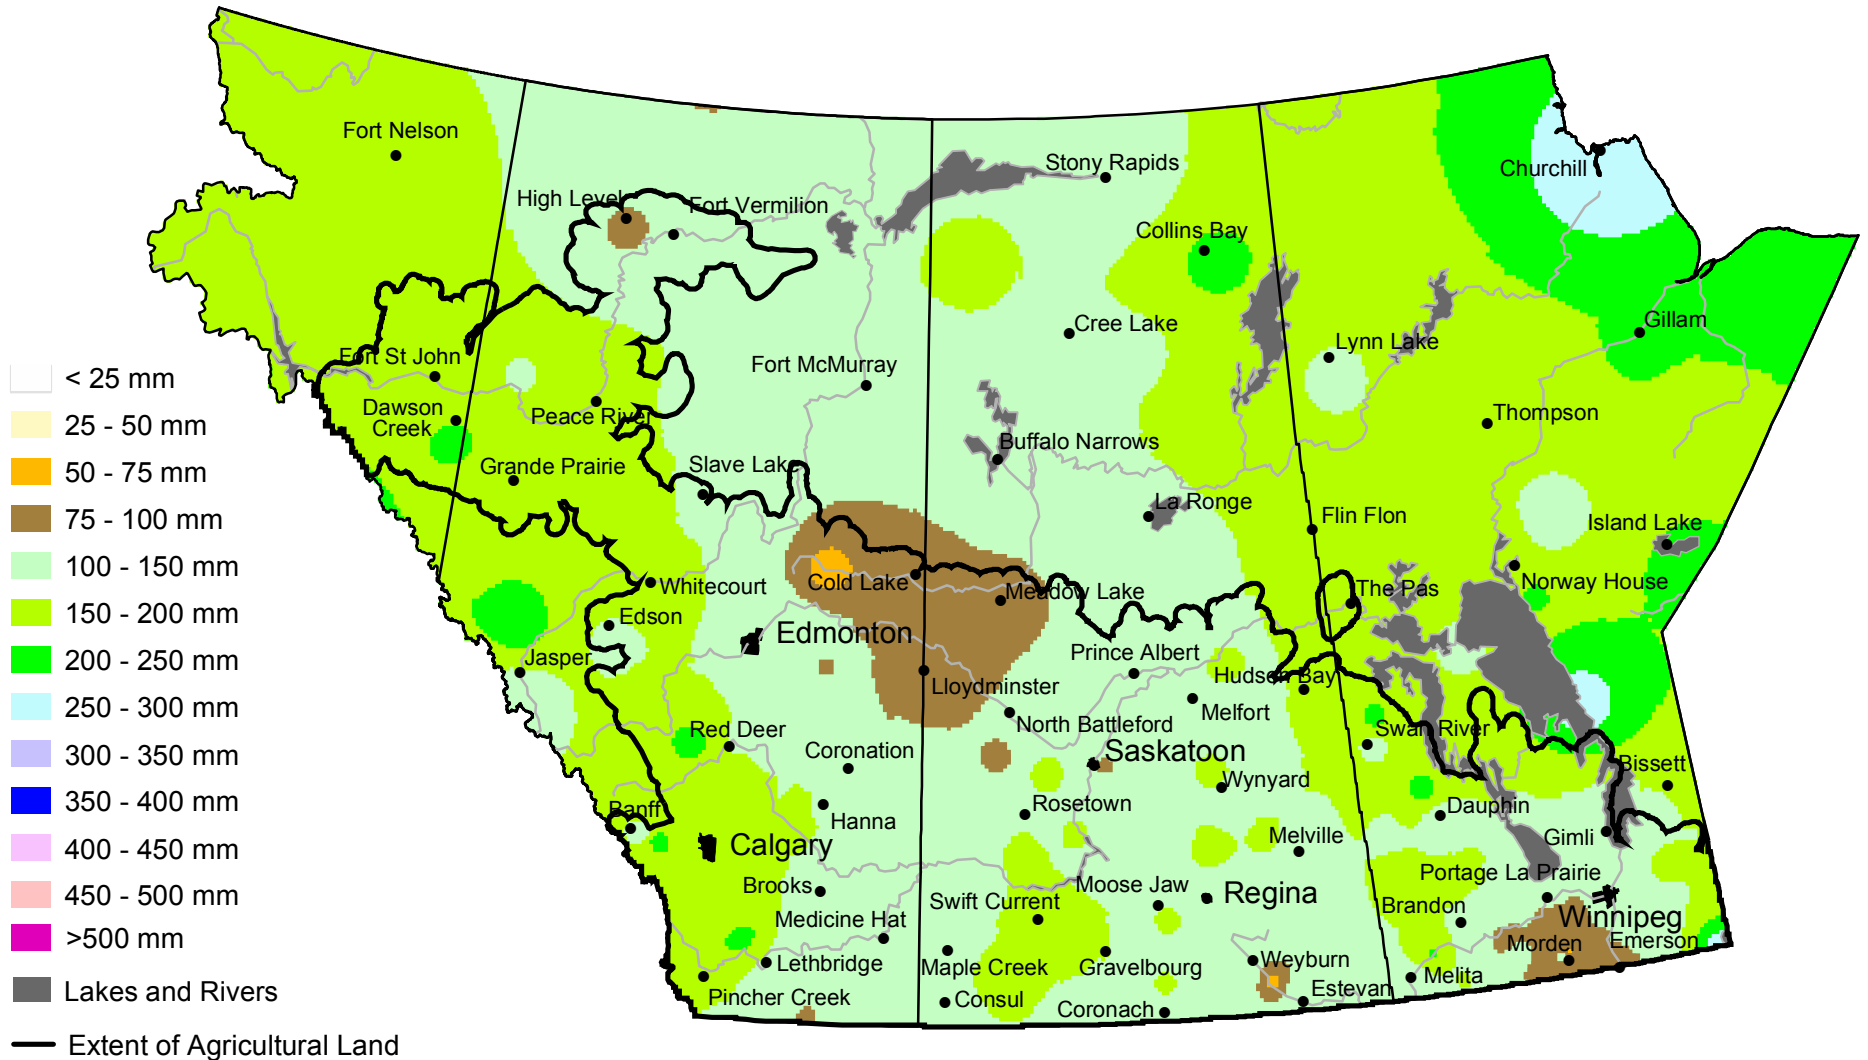 Fort Nelson
Churchill
Stony Rapids
High Level
Fort Vermilion
Collins Bay
Gillam
Cree Lake
Lynn Lake
Fort St John
Fort McMurray
Dawson
Creek
Peace River
Thompson
Buffalo Narrows
Grande Prairie
Slave Lake
La Ronge
Flin Flon
Island Lake
Whitecourt
Cold Lake
Meadow Lake
The Pas
Norway House
Edson
Edmonton
Jasper
Prince Albert
Hudson Bay
Lloydminster
Melfort
North Battleford
Red Deer
Coronation
Saskatoon
Swan River
Bissett
Wynyard
Banff
Hanna
Rosetown
Dauphin
Gimli
Calgary
Melville
Brooks
Moose Jaw
Regina
Portage La Prairie
Swift Current
Brandon
Winnipeg
Medicine Hat
Morden
Emerson
Lethbridge
Maple Creek
Gravelbourg
Weyburn
Melita
Pincher Creek
Consul
Coronach
Estevan
< 25 mm
25 - 50 mm
50 - 75 mm
75 - 100 mm
100 - 150 mm
150 - 200 mm
200 - 250 mm
250 - 300 mm
300 - 350 mm
350 - 400 mm
400 - 450 mm
450 - 500 mm
>500 mm
Lakes and Rivers
Extent of Agricultural Land